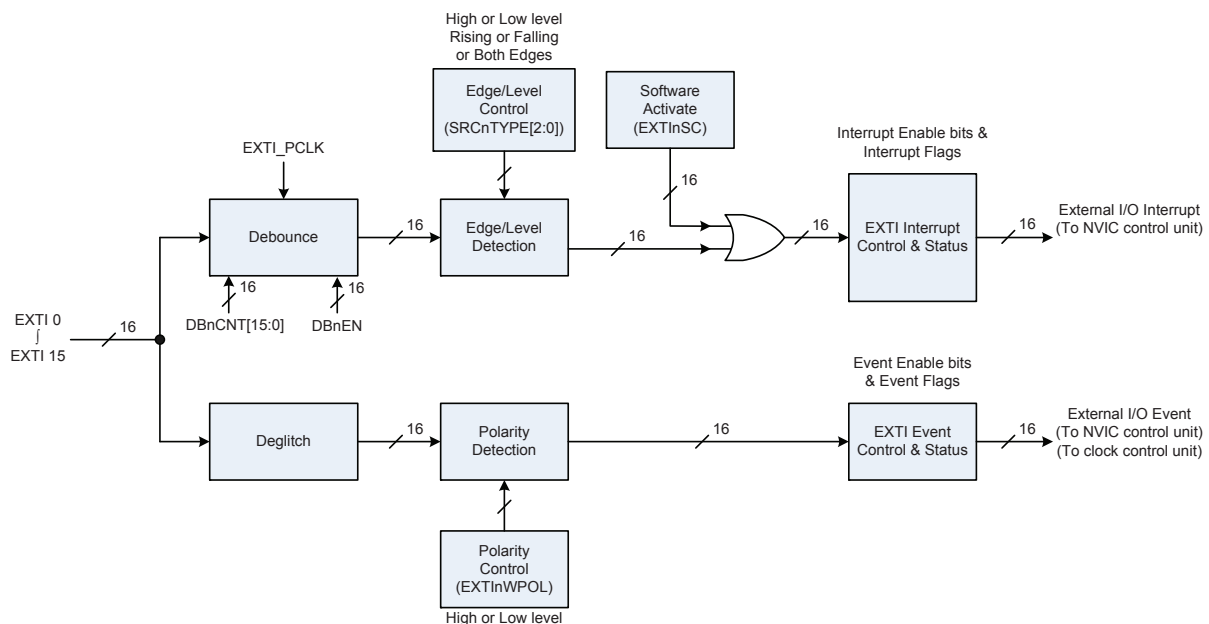 High or Low level
Rising or Falling
or Both Edges
Edge/Level
Control
(SRCnTYPE[2:0])
Software
Activate
(EXTInSC)
Interrupt Enable bits &
Interrupt Flags
EXTI_PCLK
16
16
Debounce
16
Edge/Level
Detection
16
EXTI Interrupt
Control & Status
16
External I/O Interrupt
(To NVIC control unit)
16
16
DBnCNT[15:0]
DBnEN
EXTI 0
∫
EXTI 15
16
Event Enable bits
& Event Flags
Deglitch
16
Polarity
Detection
16
EXTI Event
Control & Status
16
External I/O Event
(To NVIC control unit)
(To clock control unit)
Polarity
Control
(EXTInWPOL)
High or Low level